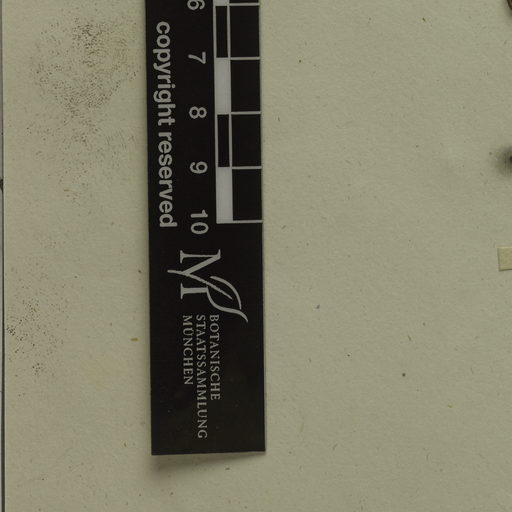 6 7 8 9 10
copyright reserved
M
BOTANISCHE
STAATSSAMMLUNG
MÜNCHEN